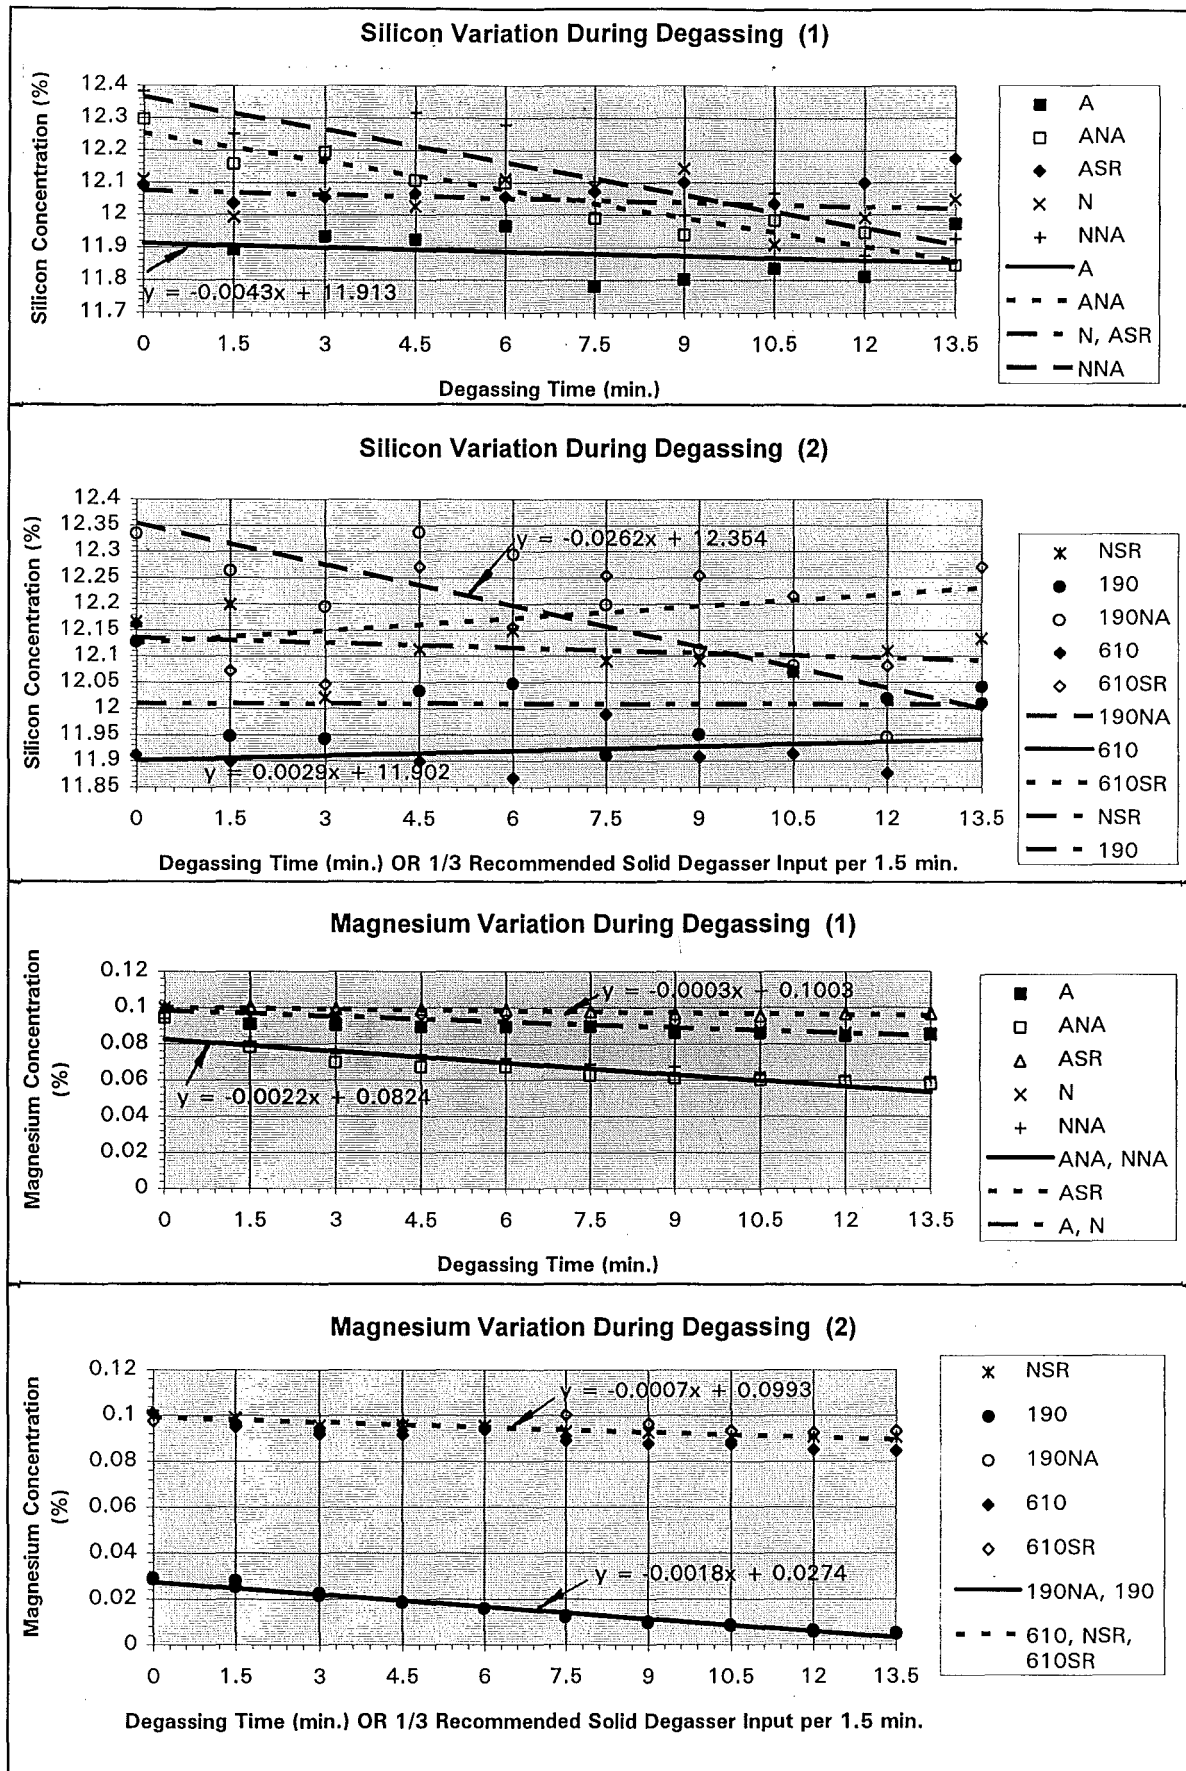 Silicon Variation During Degassing (1)
Silicon Concentration (%)
12.4
12.3
12.2
12.1
12
11.9
11.8
11.7
y = -0.0043x + 11.913
0 1.5 3 4.5 6 7.5 9 10.5 12 13.5
Degassing Time (min.)
A
ANA
ASR
N
NNA
A
ANA
N, ASR
NNA
Silicon Variation During Degassing (2)
Silicon Concentration (%)
12.4
12.35
12.3
12.25
12.2
12.15
12.1
12.05
12
11.95
11.9
11.85
y = -0.0262x + 12.354
y = 0.0029x + 11.902
0 1.5 3 4.5 6 7.5 9 10.5 12 13.5
Degassing Time (min.) OR 1/3 Recommended Solid Degasser Input per 1.5 min.
NSR
190
190NA
610
610SR
190NA
610
610SR
NSR
190
Magnesium Variation During Degassing (1)
Magnesium Concentration
(%)
0.12
0.1
0.08
0.06
0.04
0.02
0
y = -0.0003x + 0.1003
y = -0.0022x + 0.0824
0 1.5 3 4.5 6 7.5 9 10.5 12 13.5
Degassing Time (min.)
A
ANA
ASR
N
NNA
ANA, NNA
ASR
A, N
Magnesium Variation During Degassing (2)
Magnesium Concentration
(%)
0.12
0.1
0.08
0.06
0.04
0.02
0
y = -0.0007x + 0.0993
y = -0.0018x + 0.0274
0 1.5 3 4.5 6 7.5 9 10.5 12 13.5
Degassing Time (min.) OR 1/3 Recommended Solid Degasser Input per 1.5 min.
NSR
190
190NA
610
610SR
190NA, 190
610, NSR,
610SR